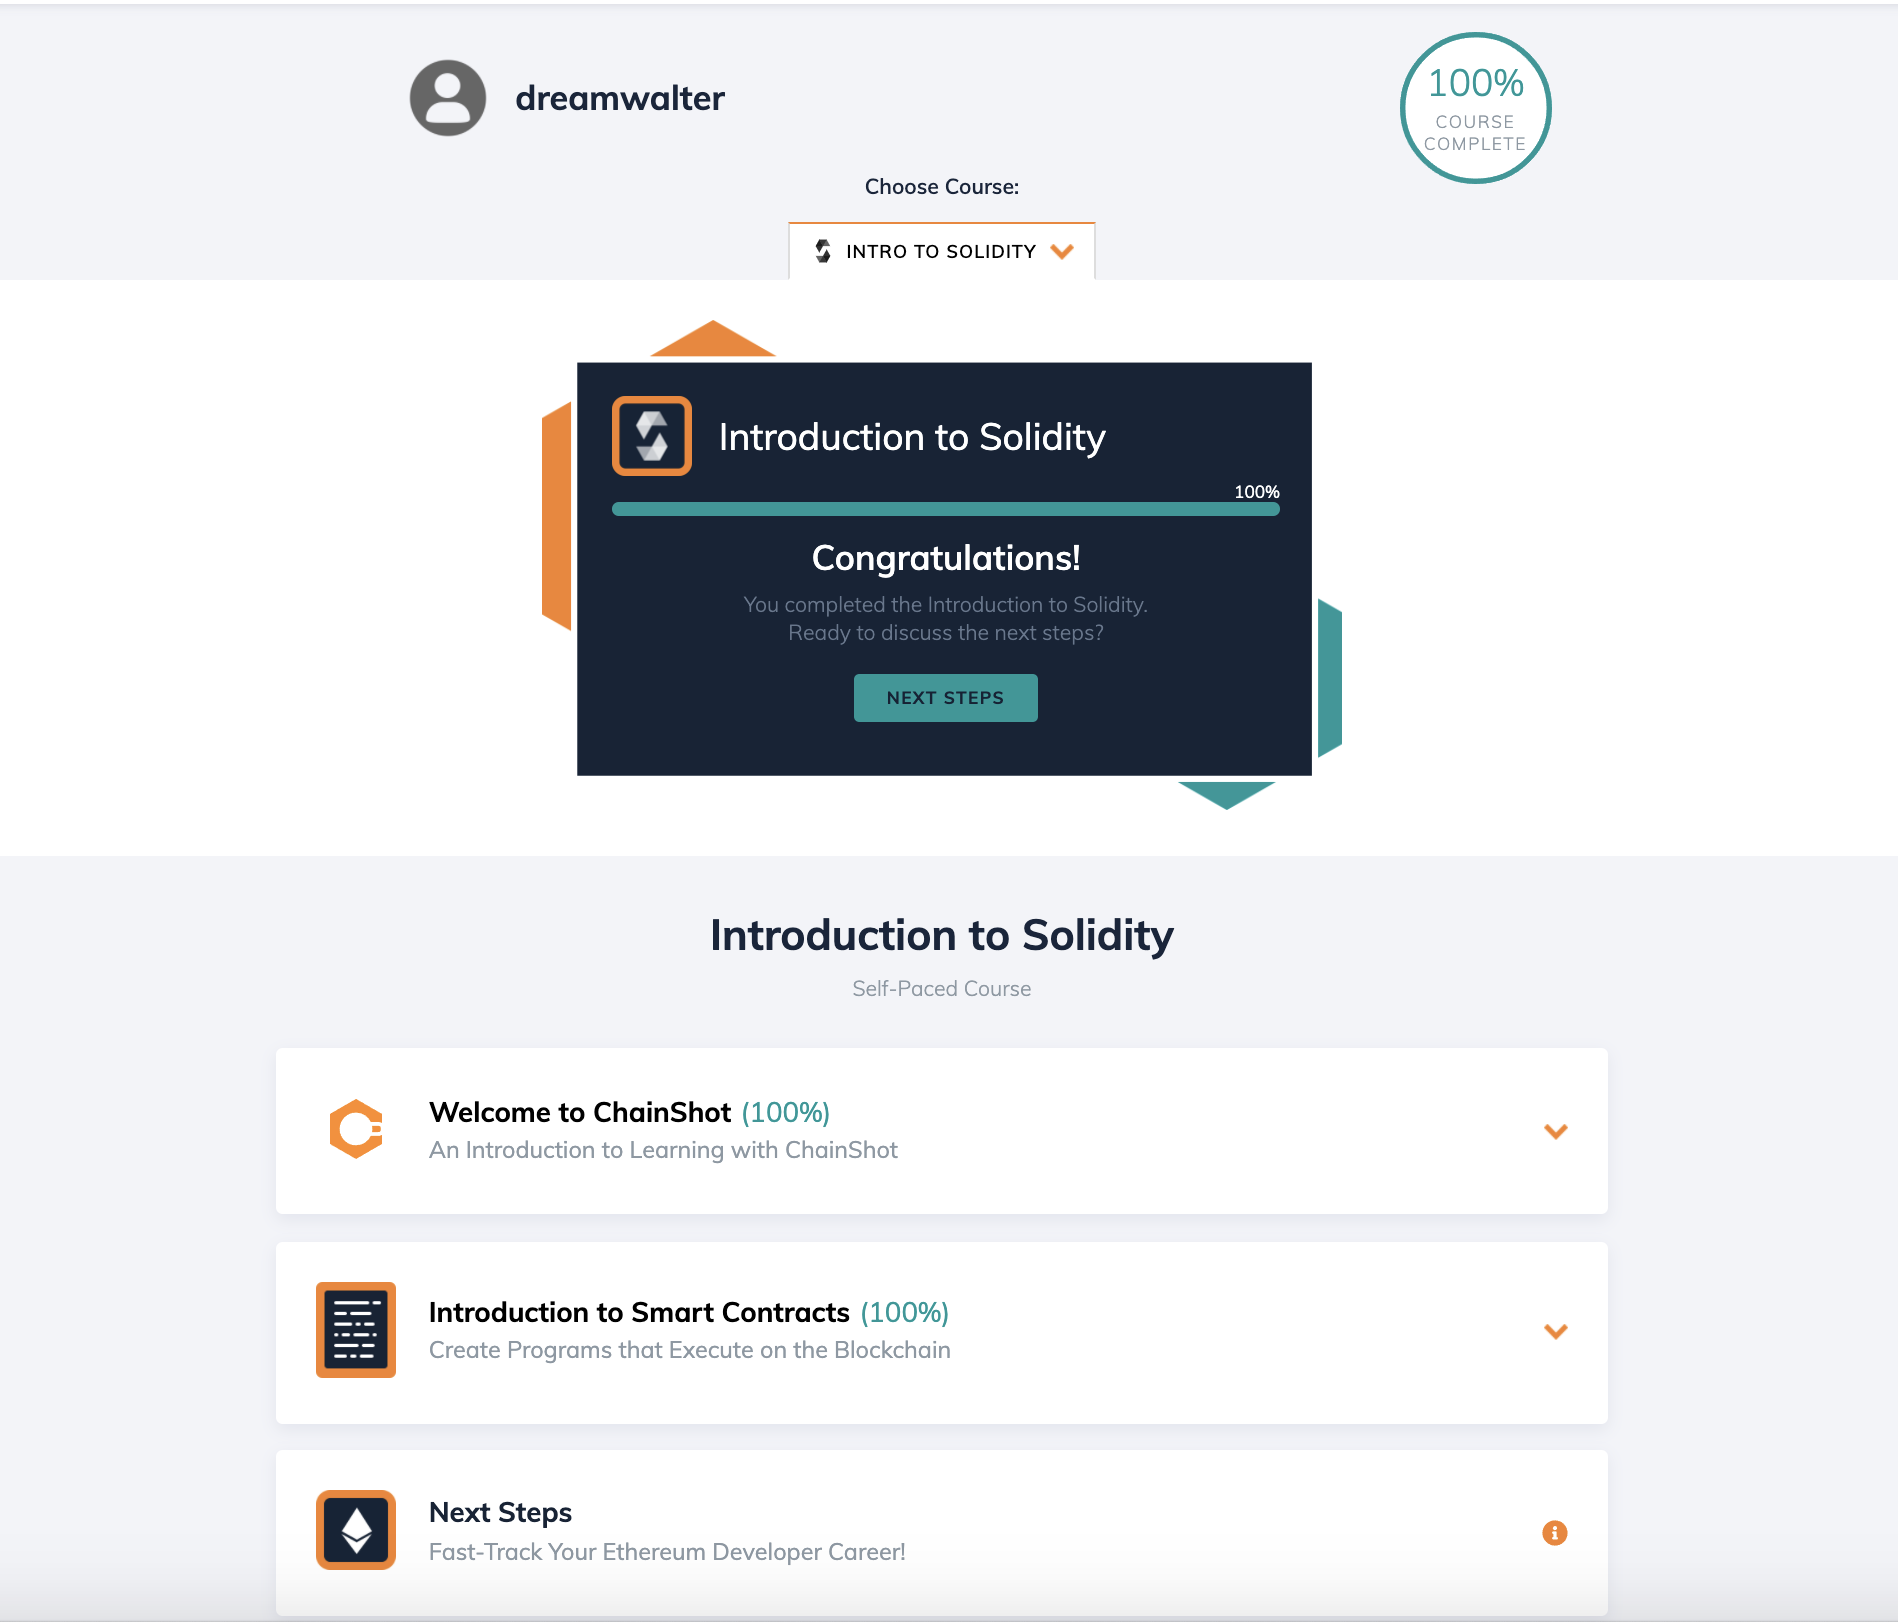 dreamwalter
100%
COURSE
COMPLETE
Choose Course:
INTRO TO SOLIDITY
Introduction to Solidity
100%
Congratulations!
You completed the Introduction to Solidity.
Ready to discuss the next steps?
NEXT STEPS
Introduction to Solidity
Self-Paced Course
Welcome to ChainShot (100%)
An Introduction to Learning with ChainShot
Introduction to Smart Contracts (100%)
Create Programs that Execute on the Blockchain
Next Steps
Fast-Track Your Ethereum Developer Career!